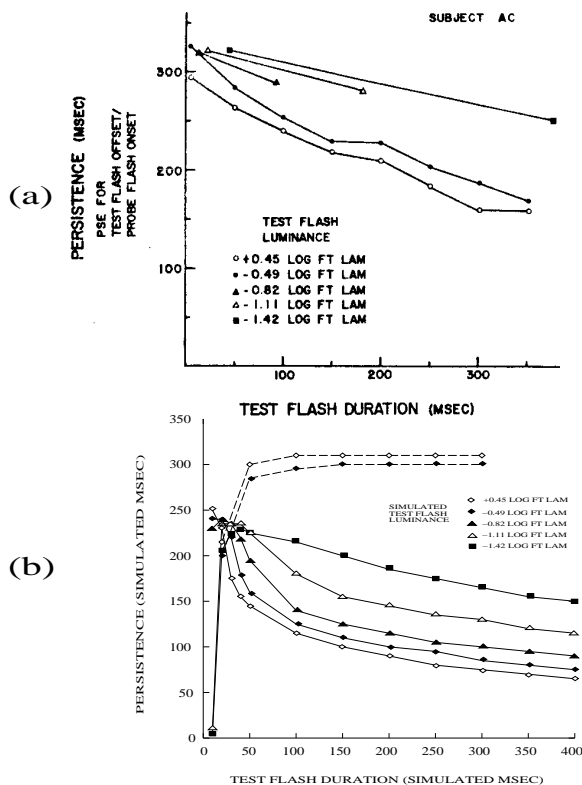 SUBJECT AC
(a)
PERSISTENCE (MSEC)
PSE FOR
TEST FLASH OFFSET/
PROBE FLASH ONSET
300
200
100
TEST FLASH
LUMINANCE
+0.45 LOG FT LAM
-0.49 LOG FT LAM
-0.82 LOG FT LAM
-1.11 LOG FT LAM
-1.42 LOG FT LAM
100 200 300
TEST FLASH DURATION (MSEC)
(b)
PERSISTENCE (SIMULATED MSEC)
350
300
250
200
150
100
50
0
SIMULATED
TEST FLASH
LUMINANCE
+0.45 LOG FT LAM
−0.49 LOG FT LAM
−0.82 LOG FT LAM
−1.11 LOG FT LAM
−1.42 LOG FT LAM
0 50 100 150 200 250 300 350 400
TEST FLASH DURATION (SIMULATED MSEC)